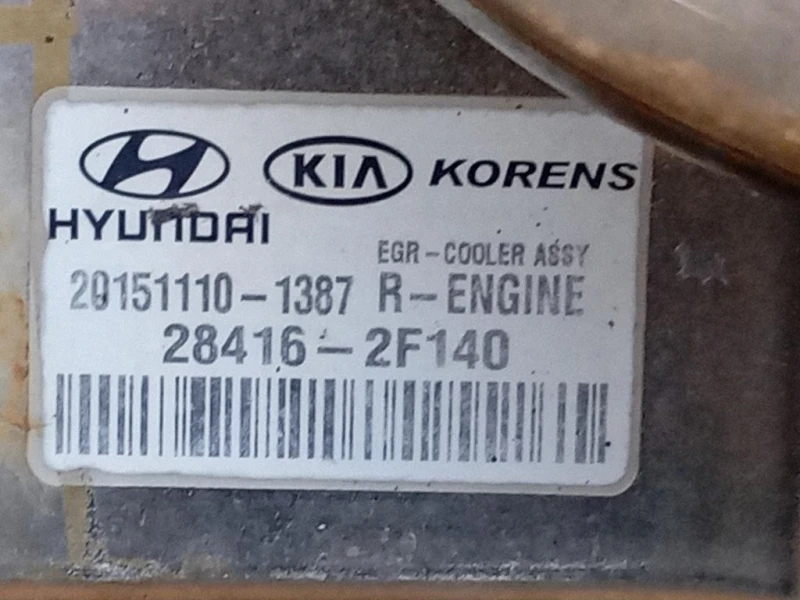 KIA KORENS
HYUNDAI
EGR-COOLER ASSY
20151110-1387 R-ENGINE
28416-2F140